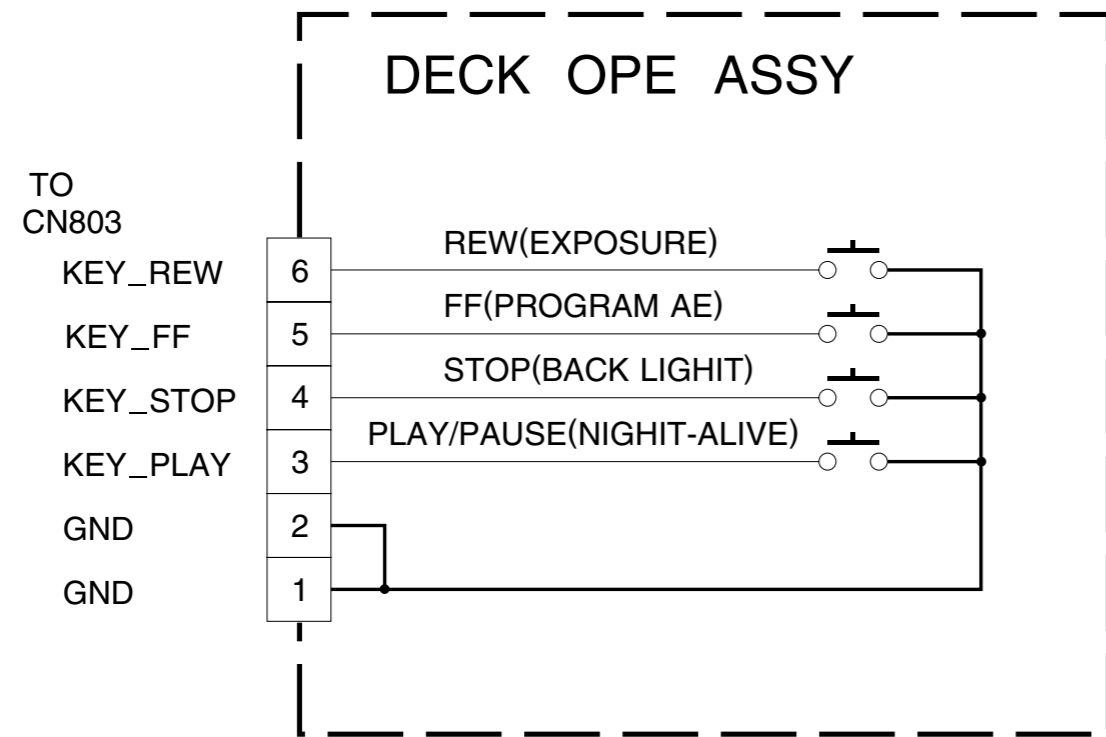 DECK OPE ASSY
TO
CN803
KEY_REW 6 REW(EXPOSURE)
KEY_FF 5 FF(PROGRAM AE)
KEY_STOP 4 STOP(BACK LIGHIT)
KEY_PLAY 3 PLAY/PAUSE(NIGHIT-ALIVE)
GND 2
GND 1